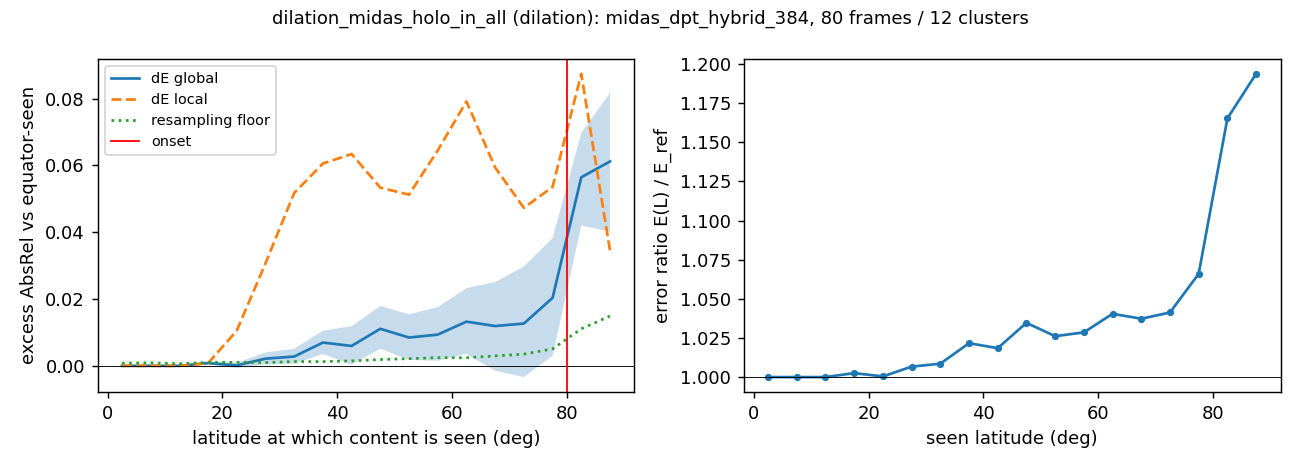 dilation_midas_holo_in_all (dilation): midas_dpt_hybrid_384, 80 frames / 12 clusters
excess AbsRel vs equator-seen
0.08
0.06
0.04
0.02
0.00
dE global
dE local
resampling floor
onset
0 20 40 60 80
latitude at which content is seen (deg)
error ratio E(L) / E_ref
1.200
1.175
1.150
1.125
1.100
1.075
1.050
1.025
1.000
0 20 40 60 80
seen latitude (deg)